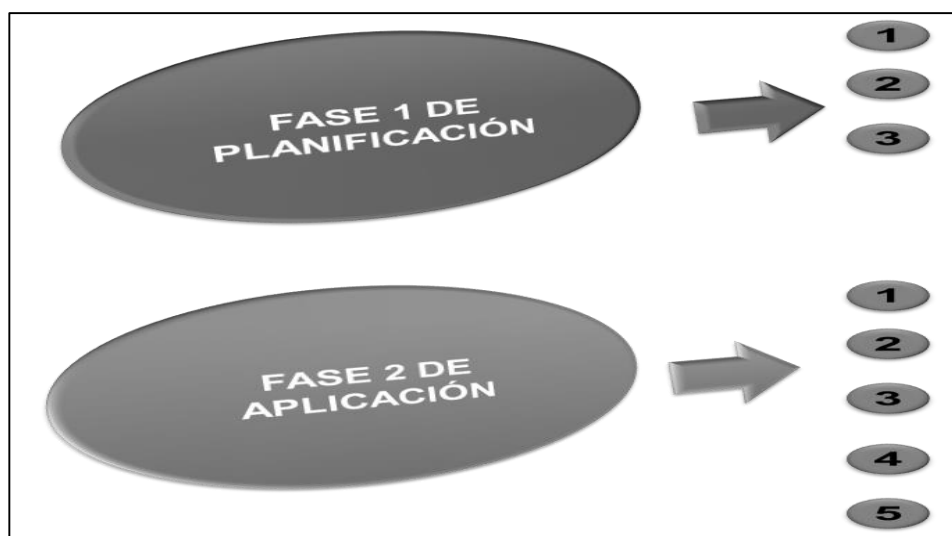 FASE 1 DE
PLANIFICACIÓN
1
2
3
FASE 2 DE
APLICACIÓN
1
2
3
4
5